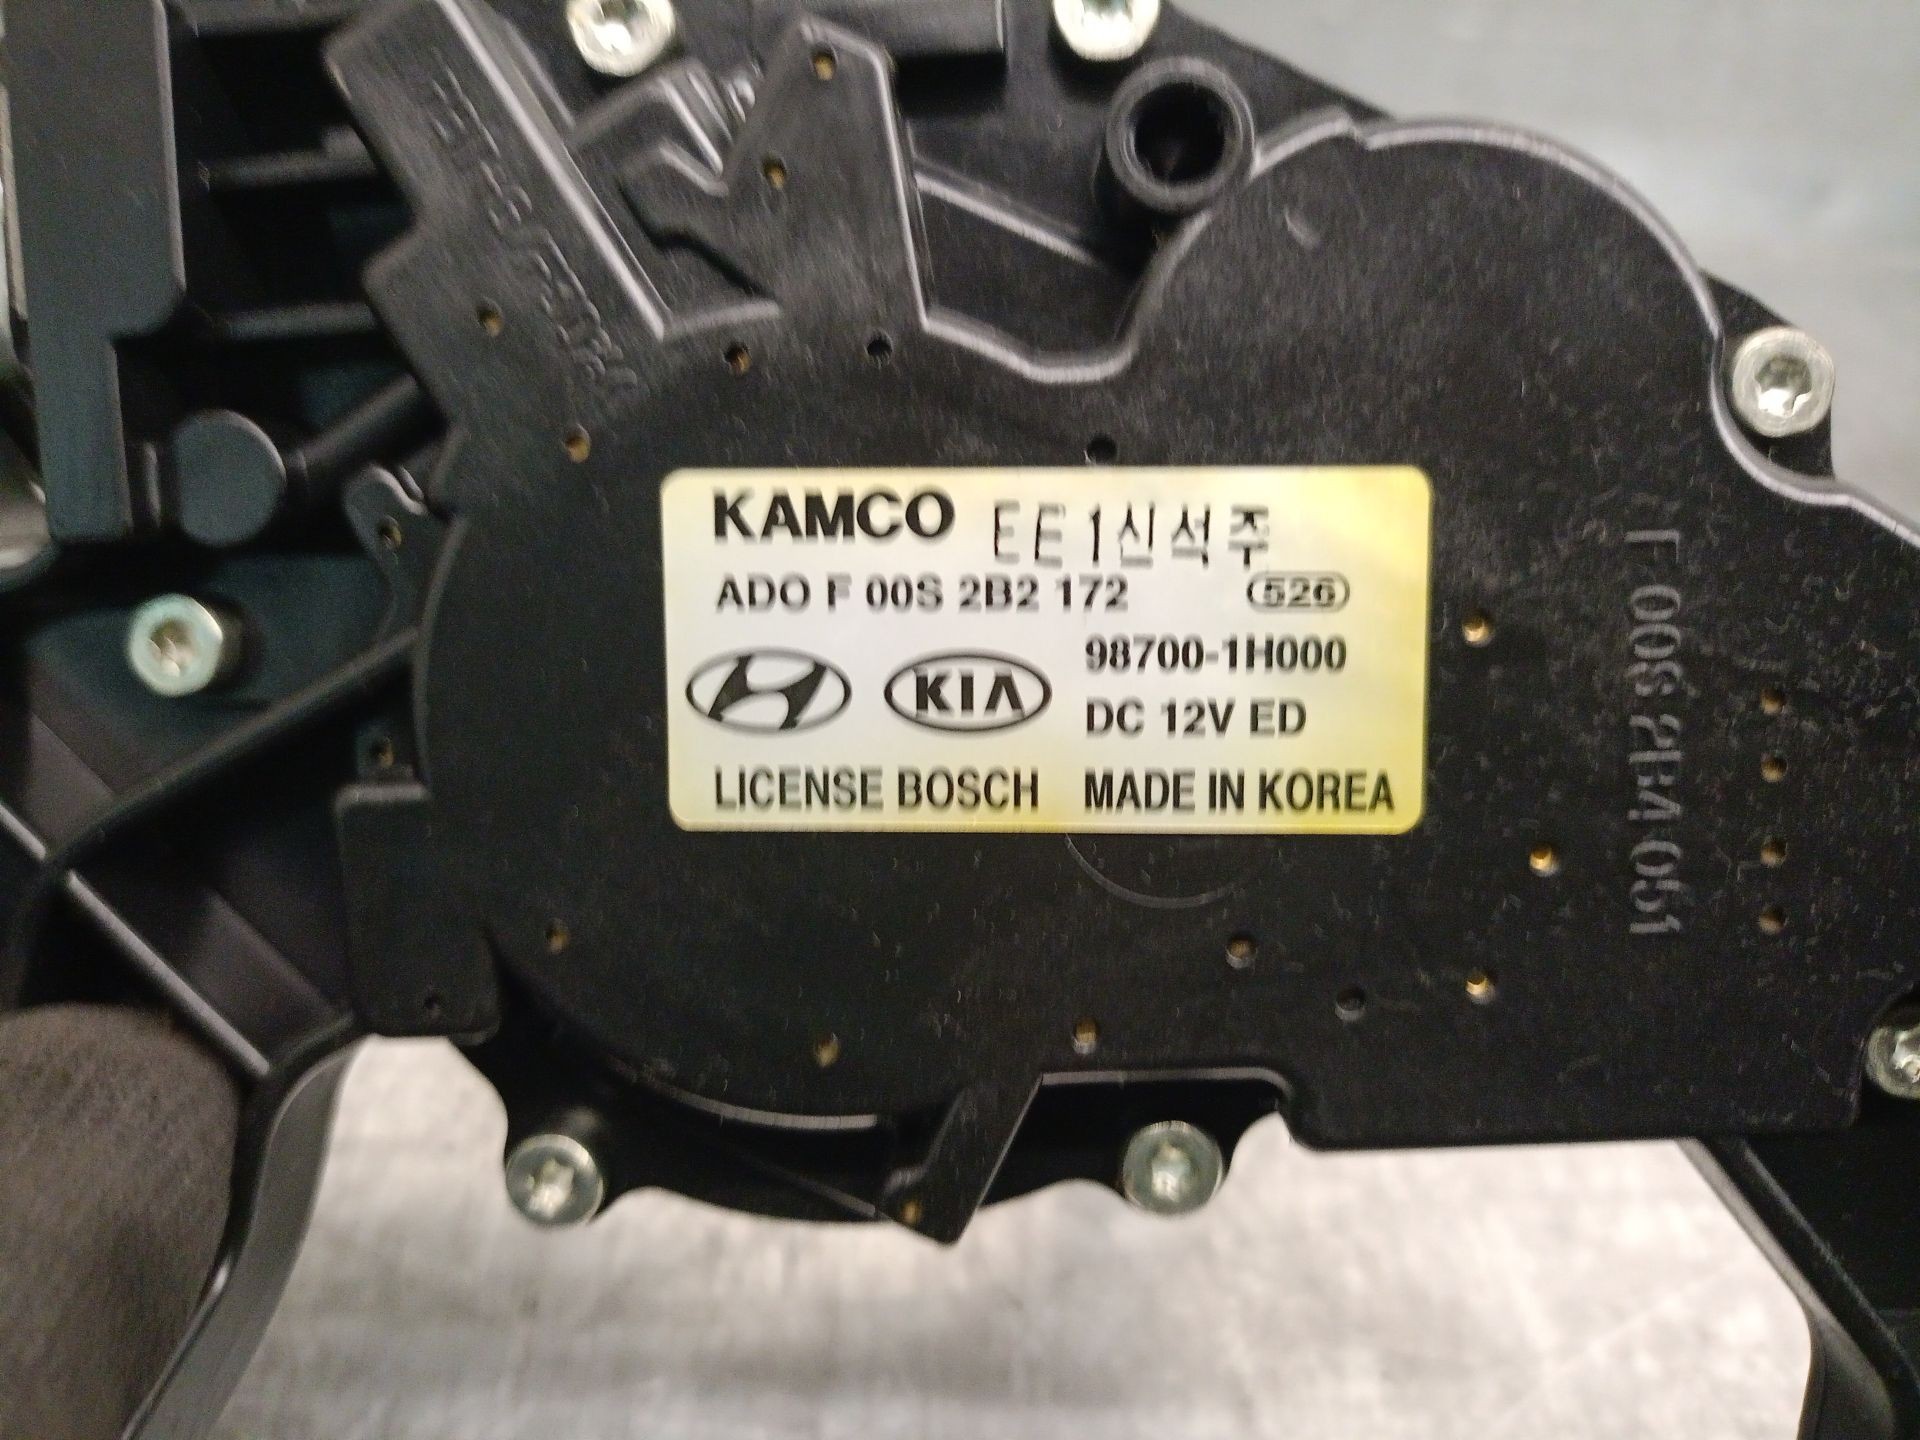 KAMCO EE1신석주
ADO F 00S 2B2 172 526
98700-1H000
KIA
DC 12V ED
LICENSE BOSCH MADE IN KOREA
F 00S 2B4 051